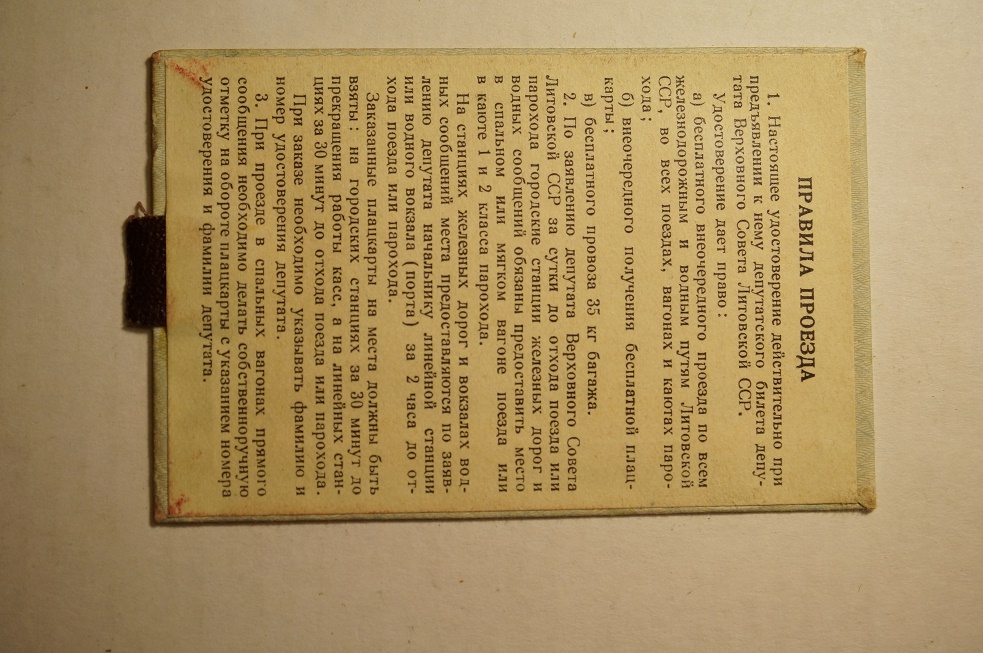 ПРАВИЛА ПРОЕЗДА
1. Настоящее удостоверение действительно при
предъявлении к нему депутатского билета депу-
тата Верховного Совета Литовской ССР.
Удостоверение дает право:
а) бесплатного внеочередного проезда по всем
железнодорожным и водным путям Литовской
ССР, во всех поездах, вагонах и каютах паро-
хода;
б) внеочередного получения бесплатной плац-
карты;
в) бесплатного провоза 35 кг багажа.
2. По заявлению депутата Верховного Совета
Литовской ССР за сутки до отхода поезда или
парохода городские станции железных дорог и
водных сообщений обязаны предоставить место
в спальном или мягком вагоне поезда или
в каюте 1 и 2 класса парохода.
На станциях железных дорог и вокзалах вод-
ных сообщений места предоставляются по заяв-
лению депутата начальнику линейной станции
или водного вокзала (порта) за 2 часа до от-
хода поезда или парохода.
Заказанные плацкарты на места должны быть
взяты: на городских станциях за 30 минут до
прекращения работы касс, а на линейных стан-
циях за 30 минут до отхода поезда или парохода.
При заказе необходимо указывать фамилию и
номер удостоверения депутата.
3. При проезде в спальных вагонах прямого
сообщения необходимо делать собственноручную
отметку на обороте плацкарты с указанием номера
удостоверения и фамилии депутата.